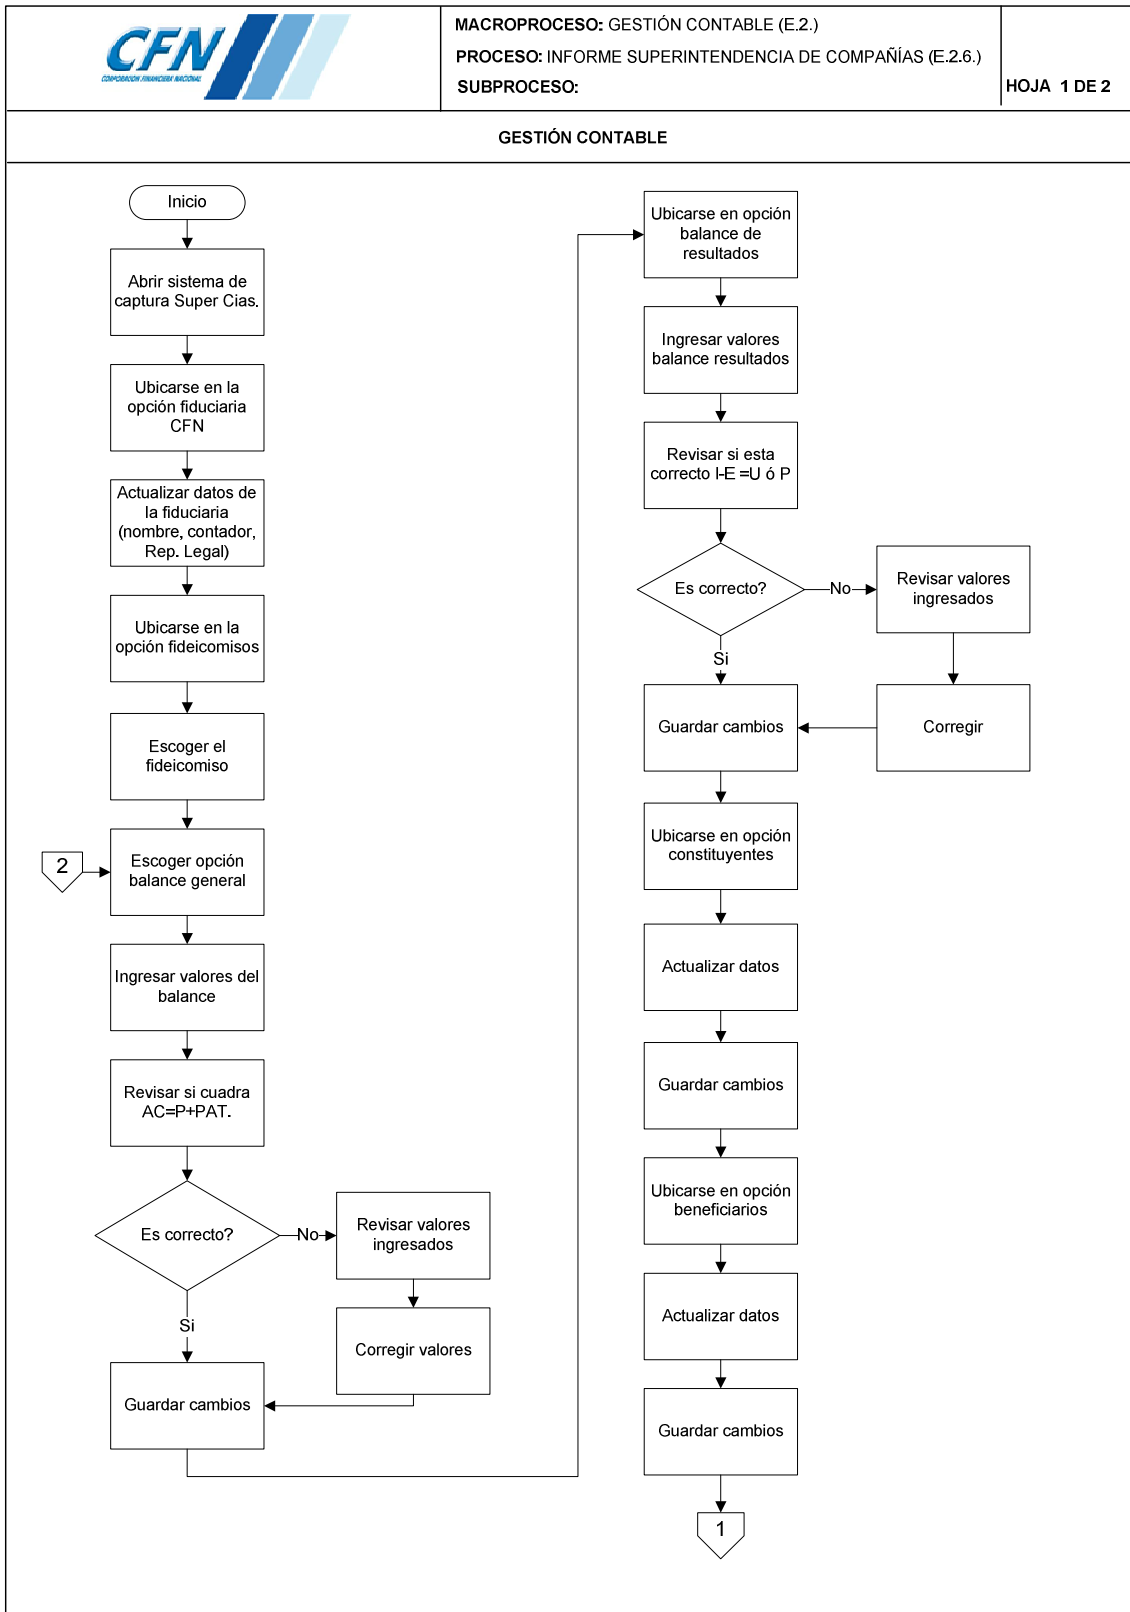 CFN
CORPORACIÓN FINANCIERA NACIONAL
MACROPROCESO: GESTIÓN CONTABLE (E.2.)
PROCESO: INFORME SUPERINTENDENCIA DE COMPAÑÍAS (E.2.6.)
SUBPROCESO:
HOJA 1 DE 2
GESTIÓN CONTABLE
Inicio
Abrir sistema de
captura Super Cias.
Ubicarse en la
opción fiduciaria
CFN
Actualizar datos de
la fiduciaria
(nombre, contador,
Rep. Legal)
Ubicarse en la
opción fideicomisos
Escoger el
fideicomiso
2
Escoger opción
balance general
Ingresar valores del
balance
Revisar si cuadra
AC=P+PAT.
Es correcto?
No
Revisar valores
ingresados
Corregir valores
Si
Guardar cambios
Ubicarse en opción
balance de
resultados
Ingresar valores
balance resultados
Revisar si esta
correcto I-E =U ó P
Es correcto?
No
Revisar valores
ingresados
Corregir
Si
Guardar cambios
Ubicarse en opción
constituyentes
Actualizar datos
Guardar cambios
Ubicarse en opción
beneficiarios
Actualizar datos
Guardar cambios
1